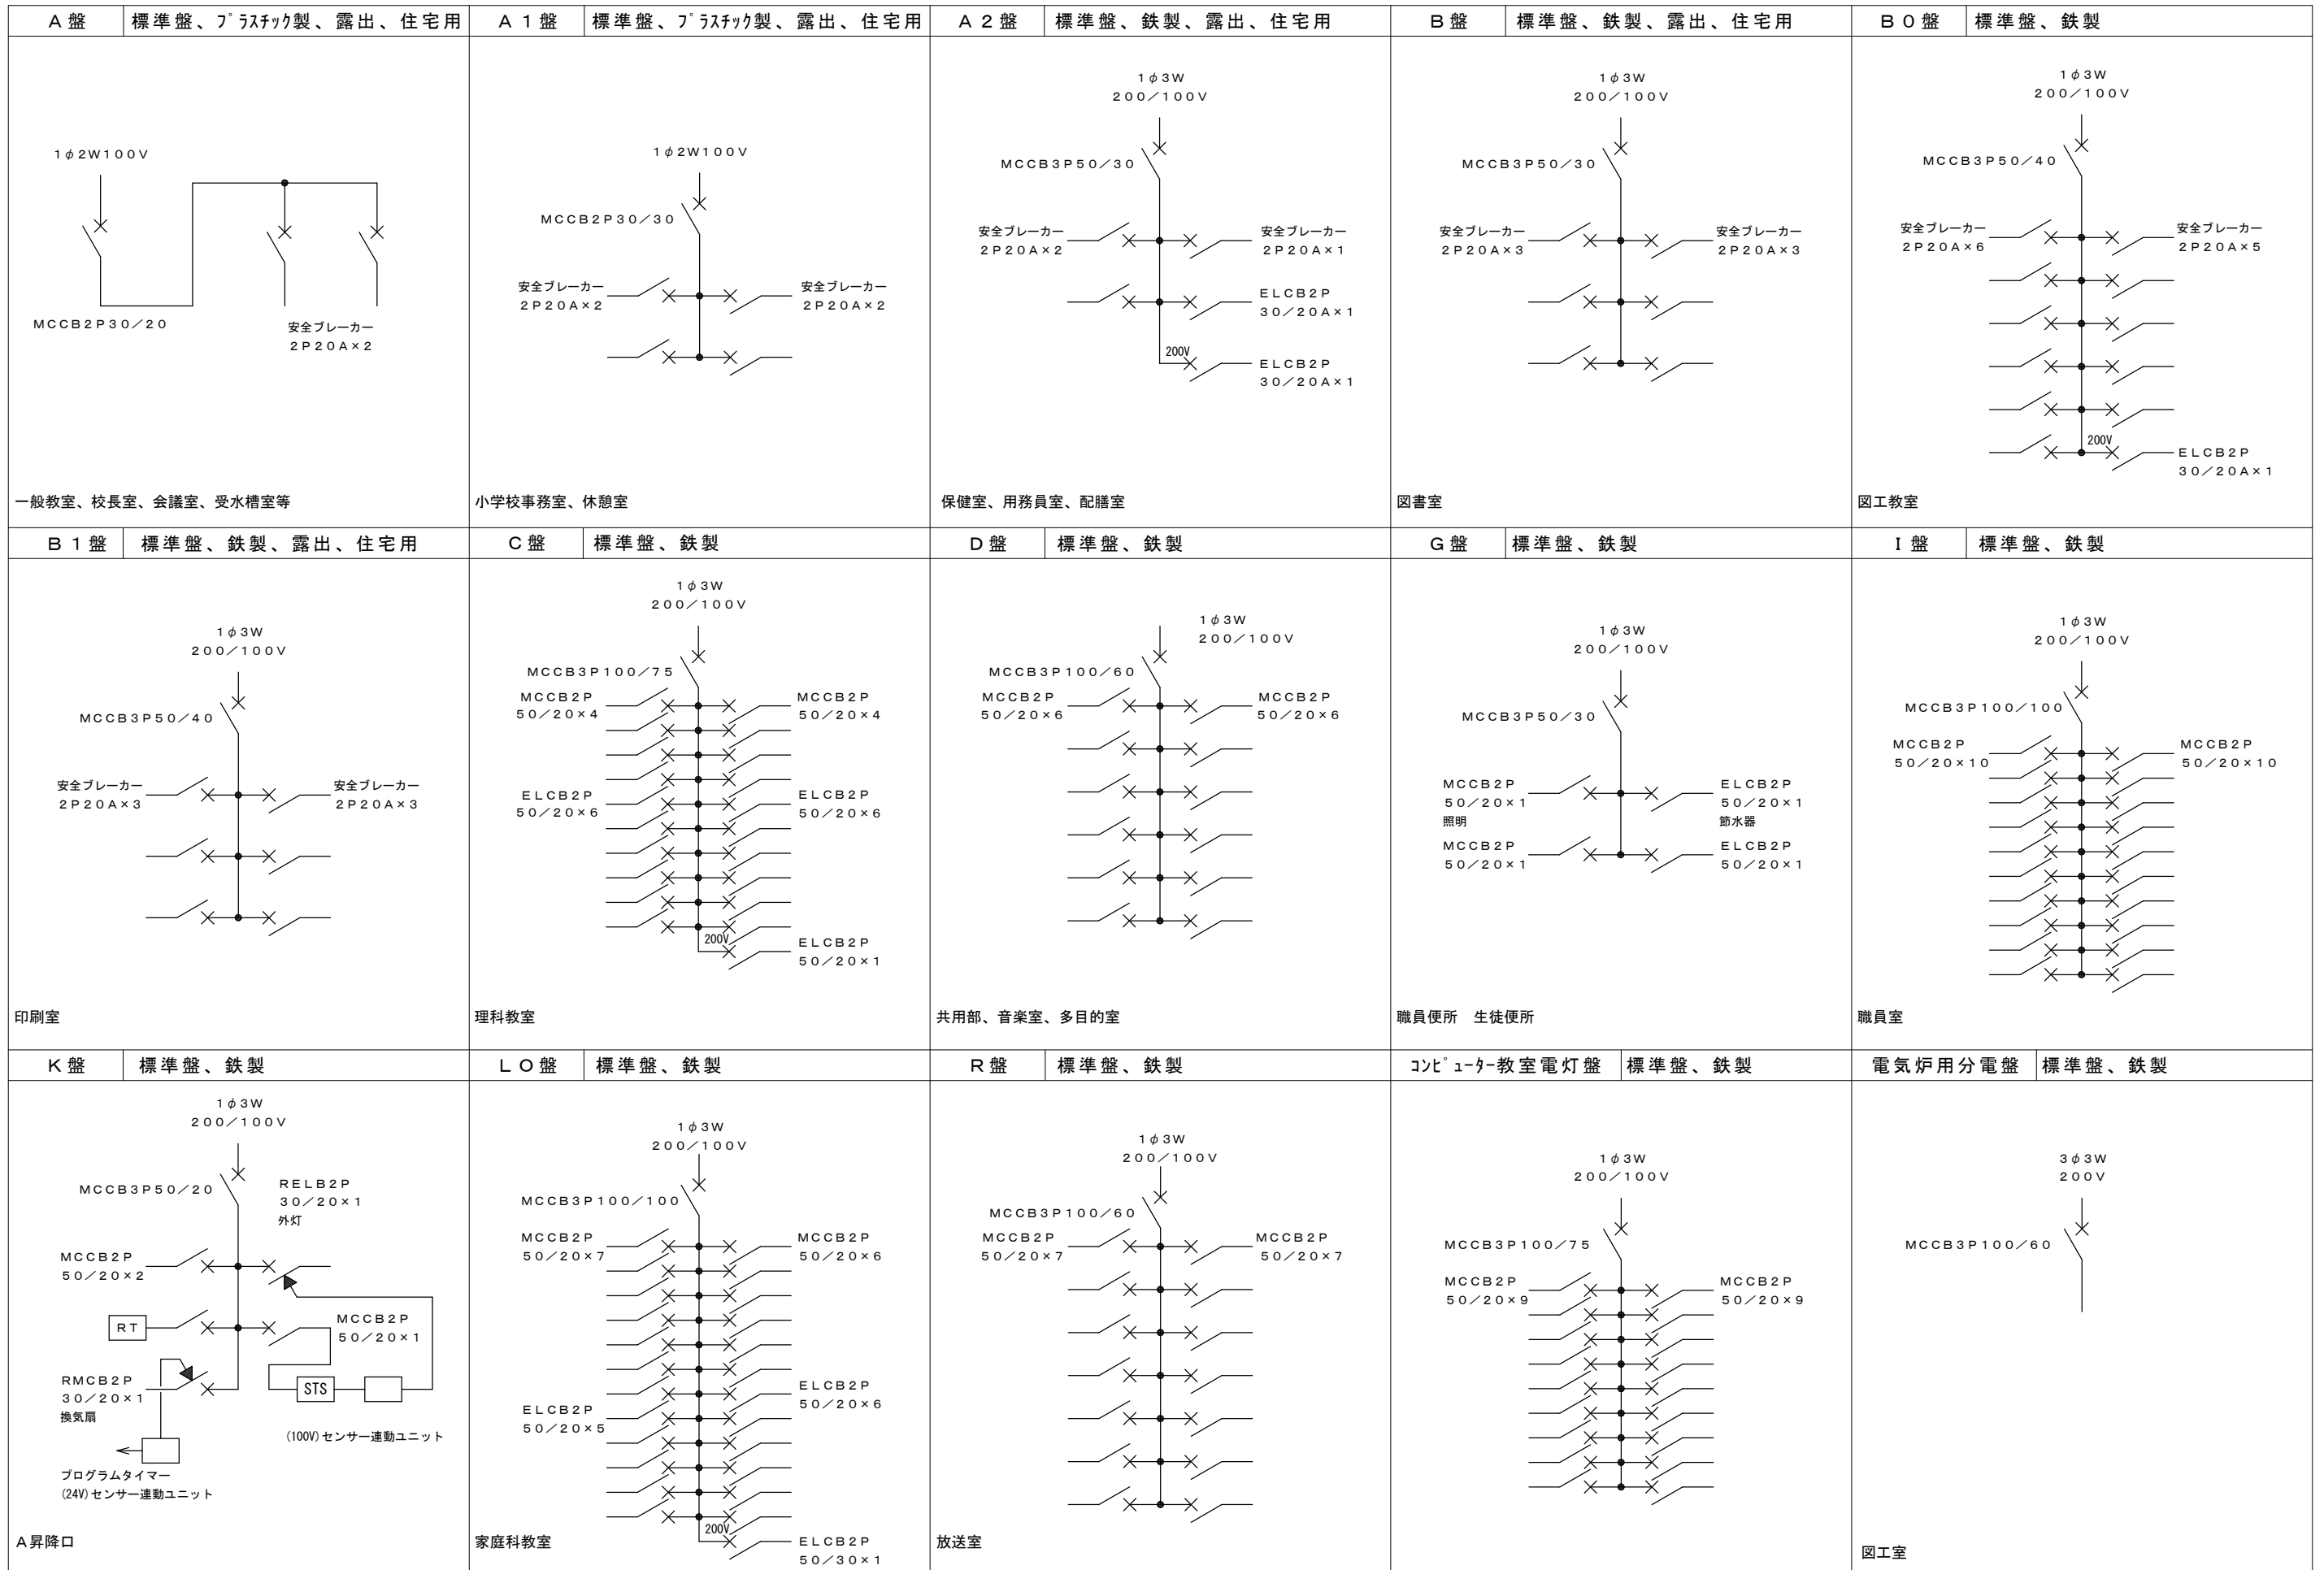 A盤 標準盤、プラスチック製、露出、住宅用
1φ2W100V
MCCB2P30/20
安全ブレーカー
2P20A×2
一般教室、校長室、会議室、受水槽室等
A1盤 標準盤、プラスチック製、露出、住宅用
1φ2W100V
MCCB2P30/30
安全ブレーカー 安全ブレーカー
2P20A×2 2P20A×2
小学校事務室、休憩室
A2盤 標準盤、鉄製、露出、住宅用
1φ3W
200/100V
MCCB3P50/30
安全ブレーカー 安全ブレーカー
2P20A×2 2P20A×1
ELCB2P
30/20A×1
200V
ELCB2P
30/20A×1
保健室、用務員室、配膳室
B盤 標準盤、鉄製、露出、住宅用
1φ3W
200/100V
MCCB3P50/30
安全ブレーカー 安全ブレーカー
2P20A×3 2P20A×3
図書室
B0盤 標準盤、鉄製
1φ3W
200/100V
MCCB3P50/40
安全ブレーカー 安全ブレーカー
2P20A×6 2P20A×5
200V
ELCB2P
30/20A×1
図工教室
B1盤 標準盤、鉄製、露出、住宅用
1φ3W
200/100V
MCCB3P50/40
安全ブレーカー 安全ブレーカー
2P20A×3 2P20A×3
印刷室
C盤 標準盤、鉄製
1φ3W
200/100V
MCCB3P100/75
MCCB2P MCCB2P
50/20×4 50/20×4
ELCB2P ELCB2P
50/20×6 50/20×6
200V
ELCB2P
50/20×1
理科教室
D盤 標準盤、鉄製
1φ3W
200/100V
MCCB3P100/60
MCCB2P MCCB2P
50/20×6 50/20×6
共用部、音楽室、多目的室
G盤 標準盤、鉄製
1φ3W
200/100V
MCCB3P50/30
MCCB2P ELCB2P
50/20×1 50/20×1
照明 節水器
MCCB2P ELCB2P
50/20×1 50/20×1
職員便所 生徒便所
I盤 標準盤、鉄製
1φ3W
200/100V
MCCB3P100/100
MCCB2P MCCB2P
50/20×10 50/20×10
職員室
K盤 標準盤、鉄製
1φ3W
200/100V
MCCB3P50/20
RELB2P
30/20×1
外灯
MCCB2P
50/20×2
RT
MCCB2P
50/20×1
RMCB2P
30/20×1
換気扇
STS
(100V)センサー連動ユニット
プログラムタイマー
(24V)センサー連動ユニット
A昇降口
LO盤 標準盤、鉄製
1φ3W
200/100V
MCCB3P100/100
MCCB2P MCCB2P
50/20×7 50/20×6
ELCB2P
50/20×6
ELCB2P
50/20×5
200V
ELCB2P
50/30×1
家庭科教室
R盤 標準盤、鉄製
1φ3W
200/100V
MCCB3P100/60
MCCB2P MCCB2P
50/20×7 50/20×7
放送室
コンピューター教室電灯盤 標準盤、鉄製
1φ3W
200/100V
MCCB3P100/75
MCCB2P MCCB2P
50/20×9 50/20×9
電気炉用分電盤 標準盤、鉄製
3φ3W
200V
MCCB3P100/60
図工室